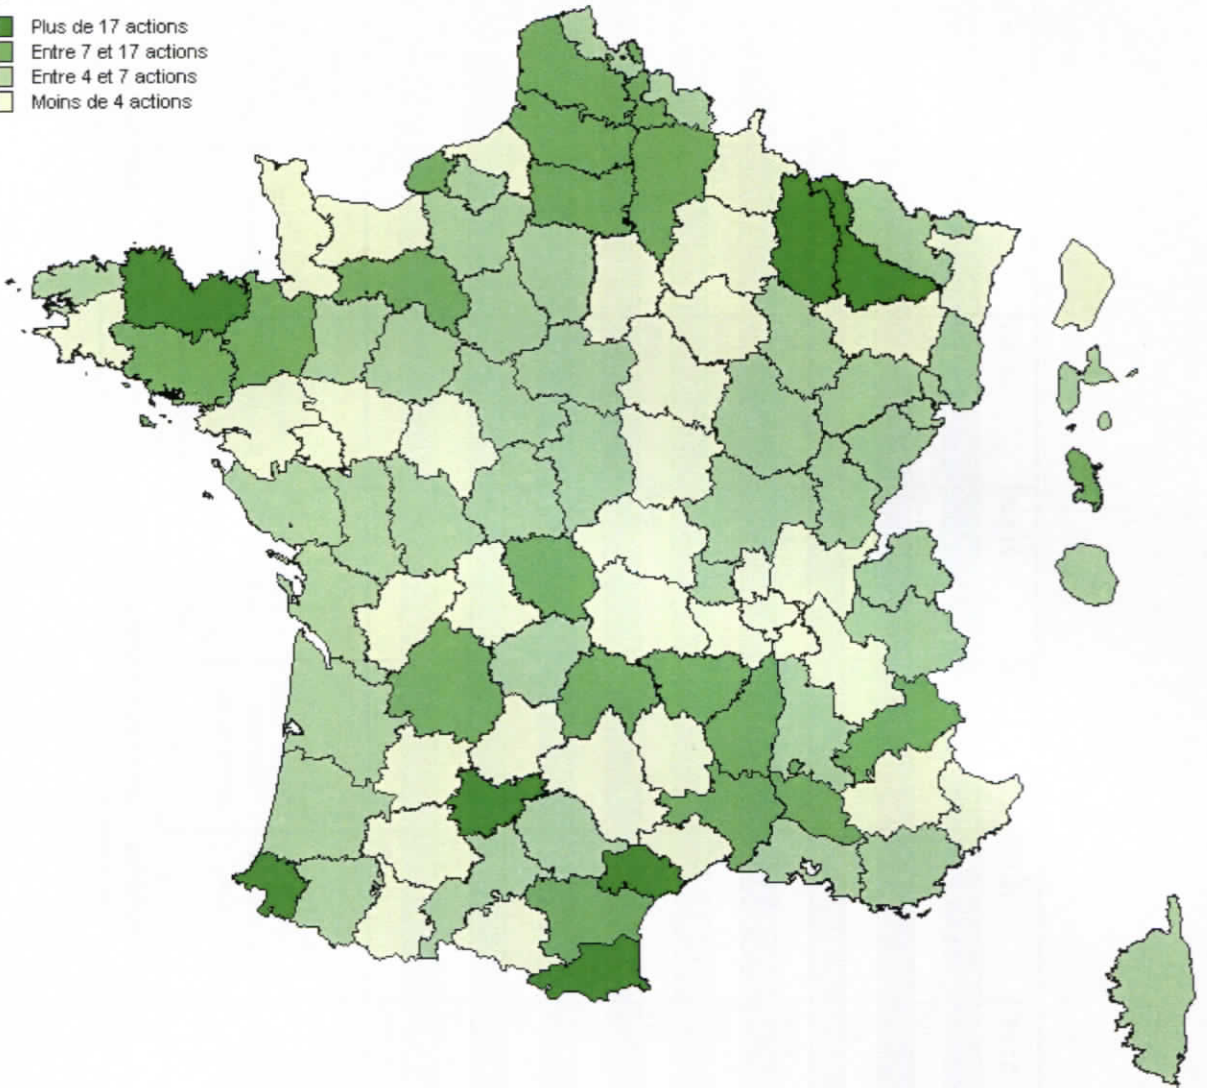 Plus de 17 actions
Entre 7 et 17 actions
Entre 4 et 7 actions
Moins de 4 actions